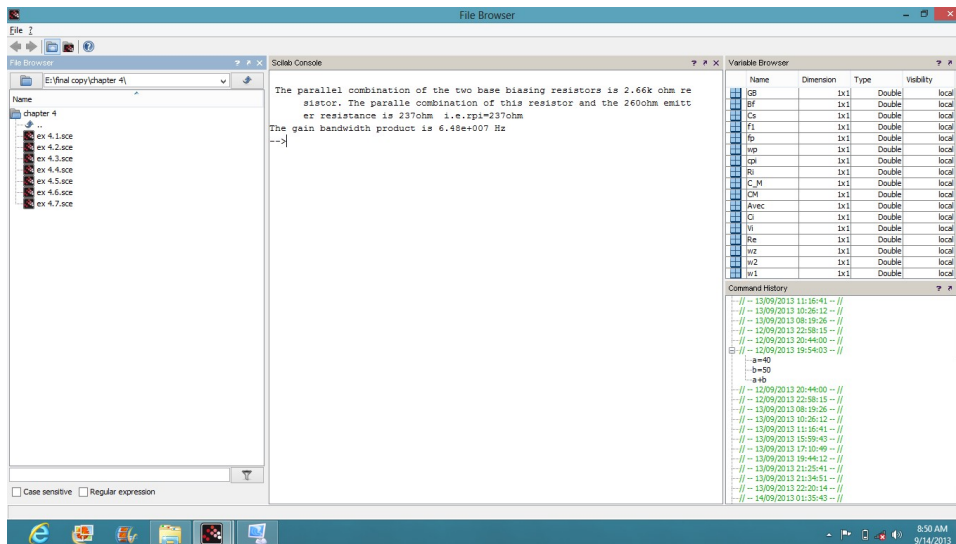 File Browser
File ?
File Browser
E:\final copy\chapter 4\
Name
chapter 4
..
ex 4.1.sce
ex 4.2.sce
ex 4.3.sce
ex 4.4.sce
ex 4.5.sce
ex 4.6.sce
ex 4.7.sce
Case sensitive Regular expression
Scilab Console
The parallel combination of the two base biasing resistors is 2.66k ohm re
sistor. The paralle combination of this resistor and the 260ohm emitt
er resistance is 237ohm i.e.rpi=237ohm
The gain bandwidth product is 6.48e+007 Hz
-->
Variable Browser
Name Dimension Type Visibility
GB 1x1 Double local
Bf 1x1 Double local
Cs 1x1 Double local
f1 1x1 Double local
fp 1x1 Double local
wp 1x1 Double local
cpi 1x1 Double local
Ri 1x1 Double local
C_M 1x1 Double local
CM 1x1 Double local
Avec 1x1 Double local
Ci 1x1 Double local
Vi 1x1 Double local
Re 1x1 Double local
wz 1x1 Double local
w2 1x1 Double local
w1 1x1 Double local
Command History
// -- 13/09/2013 11:16:41 -- //
// -- 13/09/2013 10:26:12 -- //
// -- 13/09/2013 08:19:26 -- //
// -- 12/09/2013 22:58:15 -- //
// -- 12/09/2013 20:44:00 -- //
// -- 12/09/2013 19:54:03 -- //
a=40
b=50
a+b
// -- 12/09/2013 20:44:00 -- //
// -- 12/09/2013 22:58:15 -- //
// -- 13/09/2013 08:19:26 -- //
// -- 13/09/2013 10:26:12 -- //
// -- 13/09/2013 11:16:41 -- //
// -- 13/09/2013 15:59:43 -- //
// -- 13/09/2013 17:10:49 -- //
// -- 13/09/2013 19:44:12 -- //
// -- 13/09/2013 21:25:41 -- //
// -- 13/09/2013 21:34:51 -- //
// -- 13/09/2013 22:20:14 -- //
// -- 14/09/2013 01:35:43 -- //
8:50 AM
9/14/2013